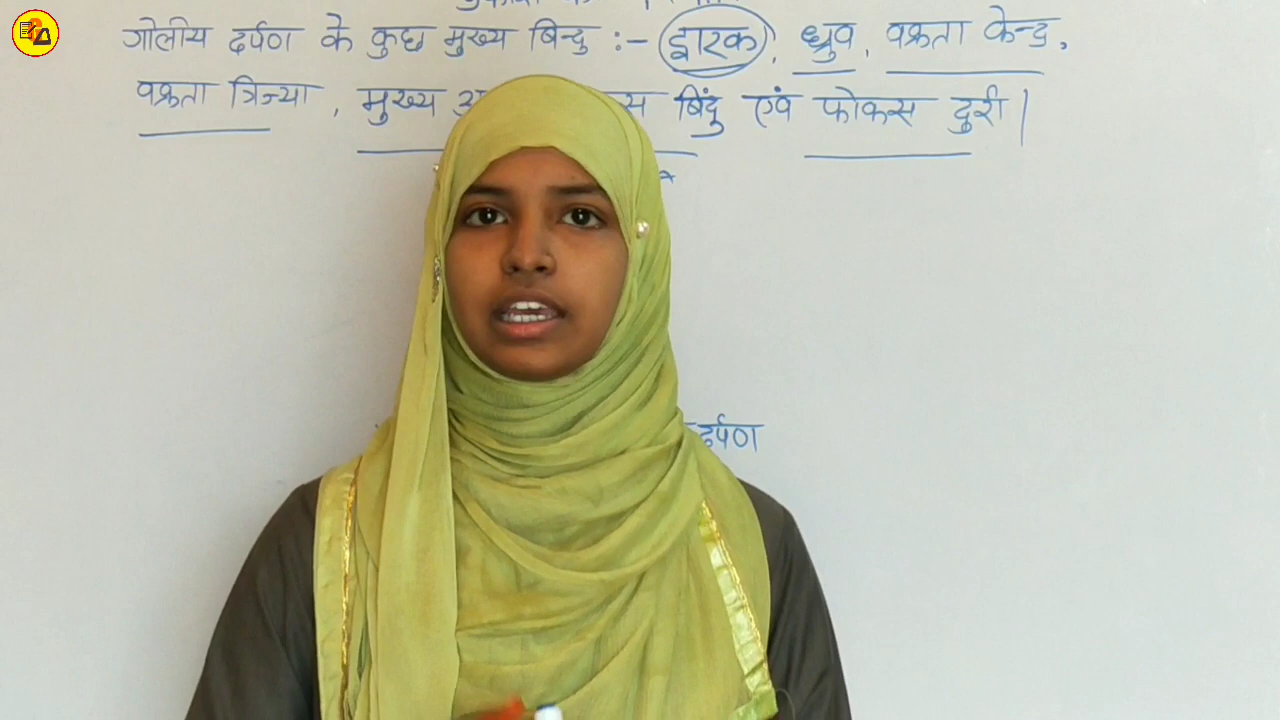 गोलीय दर्पण के कुछ मुख्य बिन्दु :- द्वारक, ध्रुव, वक्रता केन्द्र,
वक्रता त्रिज्या, मुख्य बिंदु एवं फोकस दुरी |
दर्पण